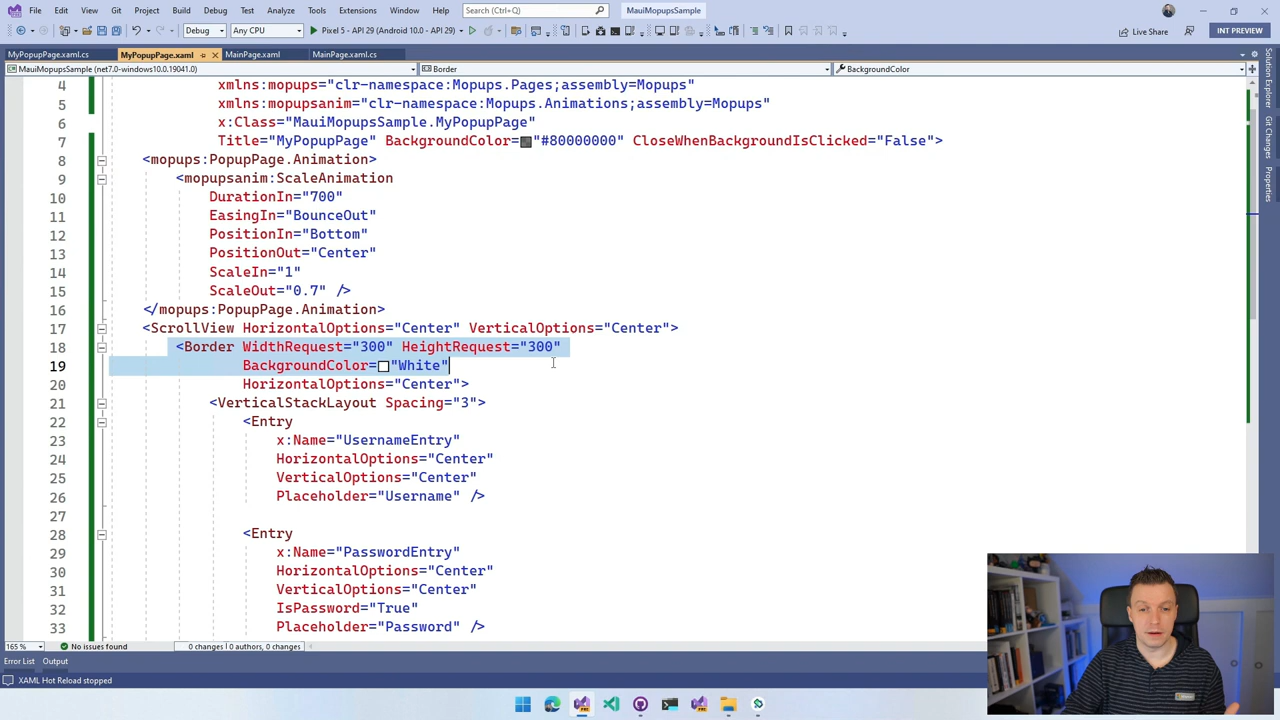 File Edit View Git Project Build Debug Test Analyze Tools Extensions Window Help Search (Ctrl+Q) MauiMopupsSample
Debug Any CPU Pixel 5 - API 29 (Android 10.0 - API 29) Live Share INT PREVIEW
MyPopupPage.xaml.cs MyPopupPage.xaml MainPage.xaml MainPage.xaml.cs
MauiMopupsSample (net7.0-windows10.0.19041.0) Border BackgroundColor
4 xmlns:mopups="clr-namespace:Mopups.Pages;assembly=Mopups"
5 xmlns:mopupsanim="clr-namespace:Mopups.Animations;assembly=Mopups"
6 x:Class="MauiMopupsSample.MyPopupPage"
7 Title="MyPopupPage" BackgroundColor="#80000000" CloseWhenBackgroundIsClicked="False">
8 <mopups:PopupPage.Animation>
9 <mopupsanim:ScaleAnimation
10 DurationIn="700"
11 EasingIn="BounceOut"
12 PositionIn="Bottom"
13 PositionOut="Center"
14 ScaleIn="1"
15 ScaleOut="0.7" />
16 </mopups:PopupPage.Animation>
17 <ScrollView HorizontalOptions="Center" VerticalOptions="Center">
18 <Border WidthRequest="300" HeightRequest="300"
19 BackgroundColor="White"
20 HorizontalOptions="Center">
21 <VerticalStackLayout Spacing="3">
22 <Entry
23 x:Name="UsernameEntry"
24 HorizontalOptions="Center"
25 VerticalOptions="Center"
26 Placeholder="Username" />
27
28 <Entry
29 x:Name="PasswordEntry"
30 HorizontalOptions="Center"
31 VerticalOptions="Center"
32 IsPassword="True"
33 Placeholder="Password" />
Solution Explorer
Git Changes
Properties
165 % No issues found 0 changes | 0 authors, 0 changes
Error List Output
XAML Hot Reload stopped